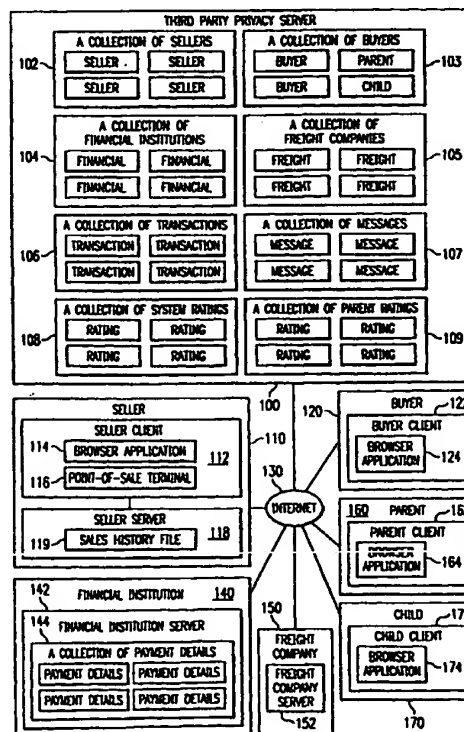 THIRD PARTY PRIVACY SERVER
A COLLECTION OF SELLERS
SELLER SELLER
SELLER SELLER
102
A COLLECTION OF BUYERS
BUYER PARENT
BUYER CHILD
103
A COLLECTION OF
FINANCIAL INSTITUTIONS
FINANCIAL FINANCIAL
FINANCIAL FINANCIAL
104
A COLLECTION OF
FREIGHT COMPANIES
FREIGHT FREIGHT
FREIGHT FREIGHT
105
A COLLECTION OF TRANSACTIONS
TRANSACTION TRANSACTION
TRANSACTION TRANSACTION
106
A COLLECTION OF MESSAGES
MESSAGE MESSAGE
MESSAGE MESSAGE
107
A COLLECTION OF SYSTEM RATINGS
RATING RATING
RATING RATING
108
A COLLECTION OF PARENT RATINGS
RATING RATING
RATING RATING
109
100
SELLER
SELLER CLIENT
114 BROWSER APPLICATION 112
116 POINT-OF-SALE TERMINAL
110
SELLER SERVER
119 SALES HISTORY FILE 118
130
INTERNET
120
BUYER
BUYER CLIENT
BROWSER
APPLICATION
124
160 PARENT
PARENT CLIENT
BROWSER
APPLICATION
164
142 FINANCIAL INSTITUTION 140
144 FINANCIAL INSTITUTION SERVER
A COLLECTION OF PAYMENT DETAILS
PAYMENT DETAILS PAYMENT DETAILS
PAYMENT DETAILS PAYMENT DETAILS
150
FREIGHT
COMPANY
FREIGHT
COMPANY
SERVER
152
CHILD
CHILD CLIENT
BROWSER
APPLICATION
174
170